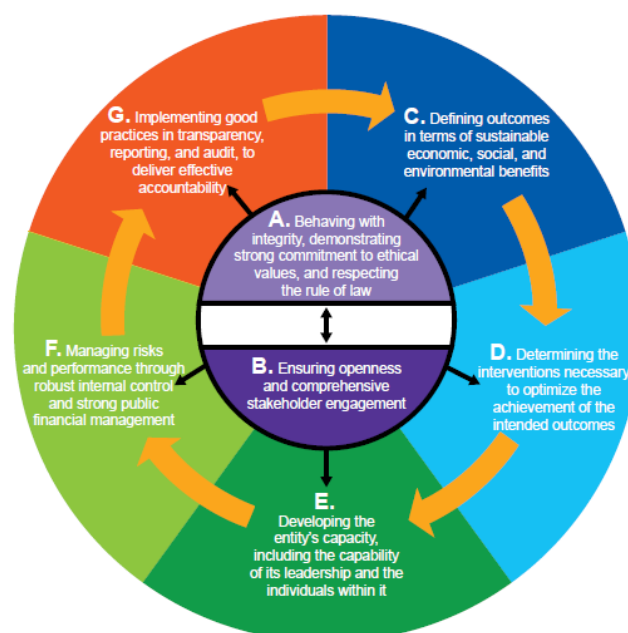 A. Behaving with
integrity, demonstrating
strong commitment to ethical
values, and respecting
the rule of law
B. Ensuring openness
and comprehensive
stakeholder engagement
C. Defining outcomes
in terms of sustainable
economic, social, and
environmental benefits
D. Determining the
interventions necessary
to optimize the
achievement of the
intended outcomes
E.
Developing the
entity's capacity,
including the capability
of its leadership and the
individuals within it
F. Managing risks
and performance through
robust internal control
and strong public
financial management
G. Implementing good
practices in transparency,
reporting, and audit, to
deliver effective
accountability